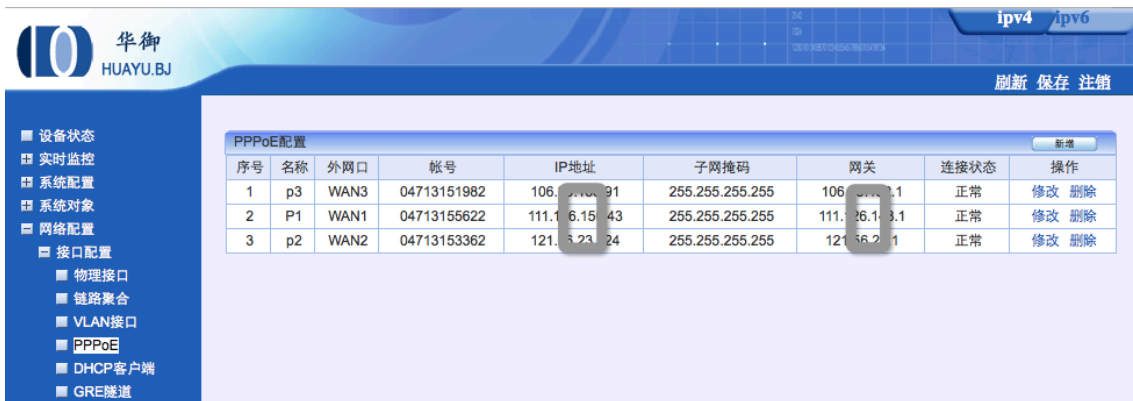 ipv4 ipv6
华御
HUAYU.BJ
刷新 保存 注销
设备状态
实时监控
系统配置
系统对象
网络配置
接口配置
物理接口
链路聚合
VLAN接口
PPPoE
DHCP客户端
GRE隧道
PPPoE配置 新增
序号 名称 外网口 帐号 IP地址 子网掩码 网关 连接状态 操作
1 p3 WAN3 04713151982 255.255.255.255 正常 修改 删除
2 P1 WAN1 04713155622 255.255.255.255 正常 修改 删除
3 p2 WAN2 04713153362 255.255.255.255 正常 修改 删除